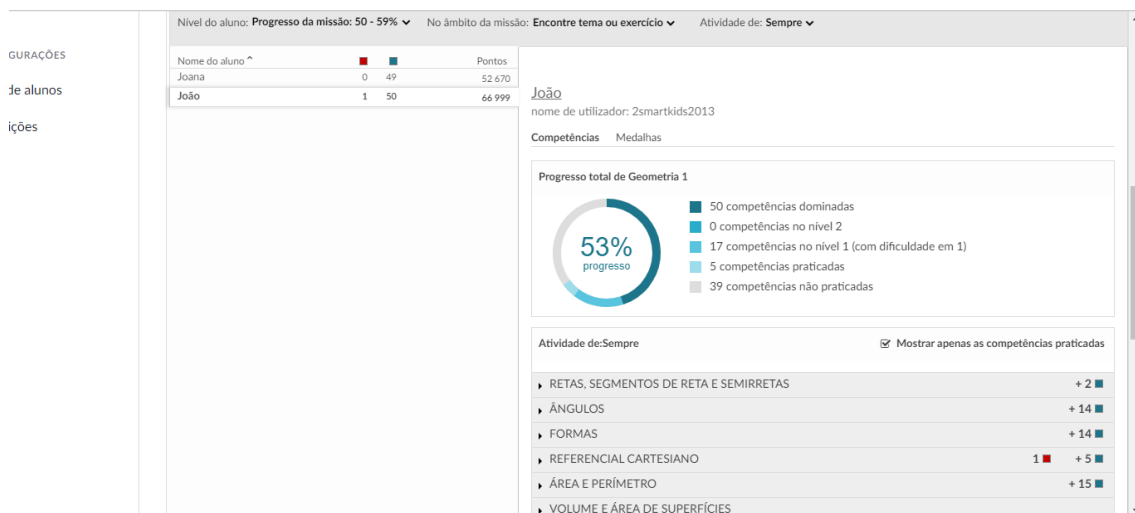 Nível do aluno: Progresso da missão: 50 - 59% No âmbito da missão: Encontre tema ou exercício Atividade de: Sempre
GURAÇÕES
de alunos
ições
Nome do aluno Pontos
Joana 0 49 52 670
João 1 50 66 999
João
nome de utilizador: 2smartkids2013
Competências Medalhas
Progresso total de Geometria 1
53%
progresso
50 competências dominadas
0 competências no nível 2
17 competências no nível 1 (com dificuldade em 1)
5 competências praticadas
39 competências não praticadas
Atividade de:Sempre Mostrar apenas as competências praticadas
RETAS, SEGMENTOS DE RETA E SEMIRRETAS + 2
ÂNGULOS + 14
FORMAS + 14
REFERENCIAL CARTESIANO 1 + 5
ÁREA E PERÍMETRO + 15
VOLUME E ÁREA DE SUPERFÍCIES